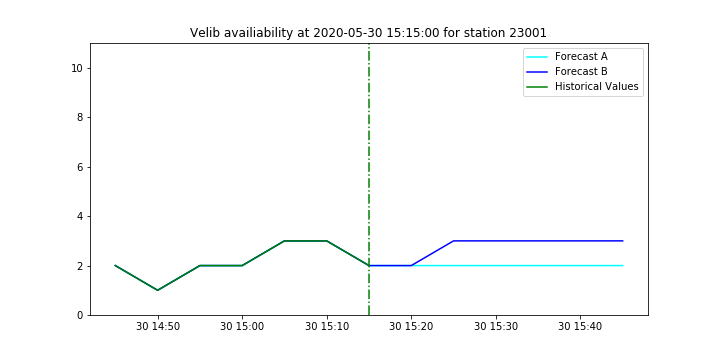 Velib availiability at 2020-05-30 15:15:00 for station 23001
Forecast A
Forecast B
Historical Values
10
8
6
4
2
0
30 14:50 30 15:00 30 15:10 30 15:20 30 15:30 30 15:40